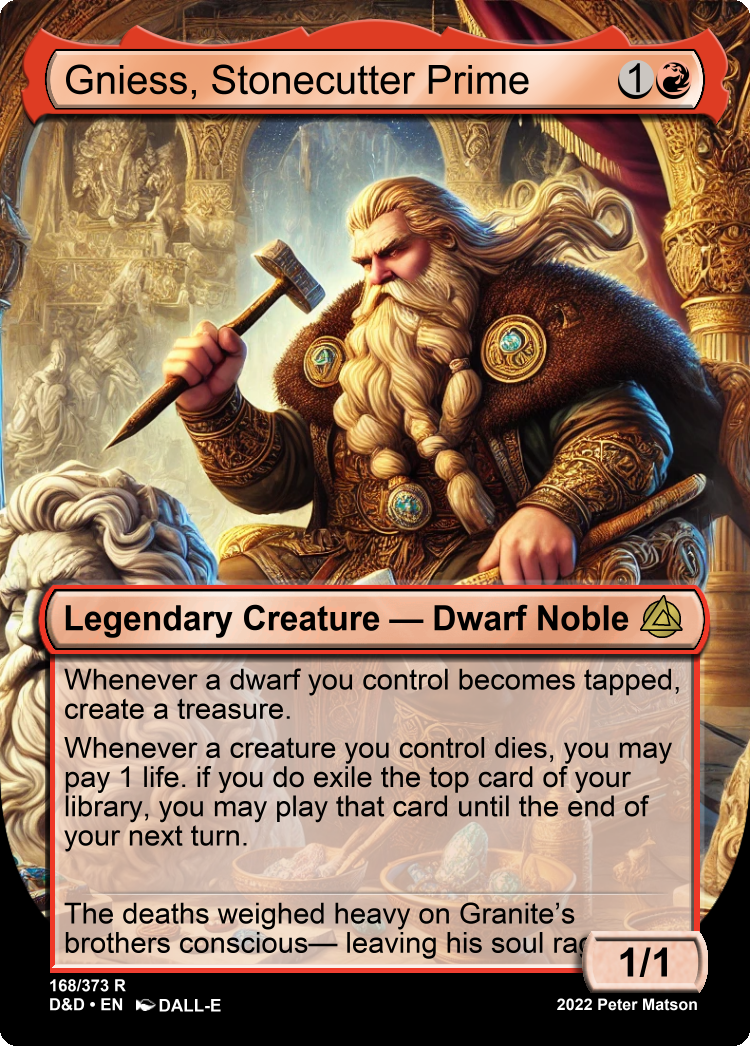 Gniess, Stonecutter Prime 1
Legendary Creature — Dwarf Noble
Whenever a dwarf you control becomes tapped,
create a treasure.
Whenever a creature you control dies, you may
pay 1 life. if you do exile the top card of your
library, you may play that card until the end of
your next turn.
The deaths weighed heavy on Granite's
brothers conscious— leaving his soul
1/1
168/373 R
D&D • EN DALL-E
2022 Peter Matson